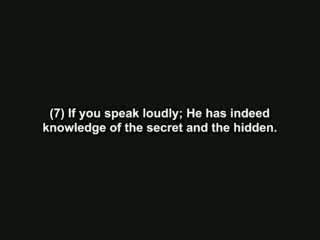 (7) If you speak loudly; He has indeed
knowledge of the secret and the hidden.